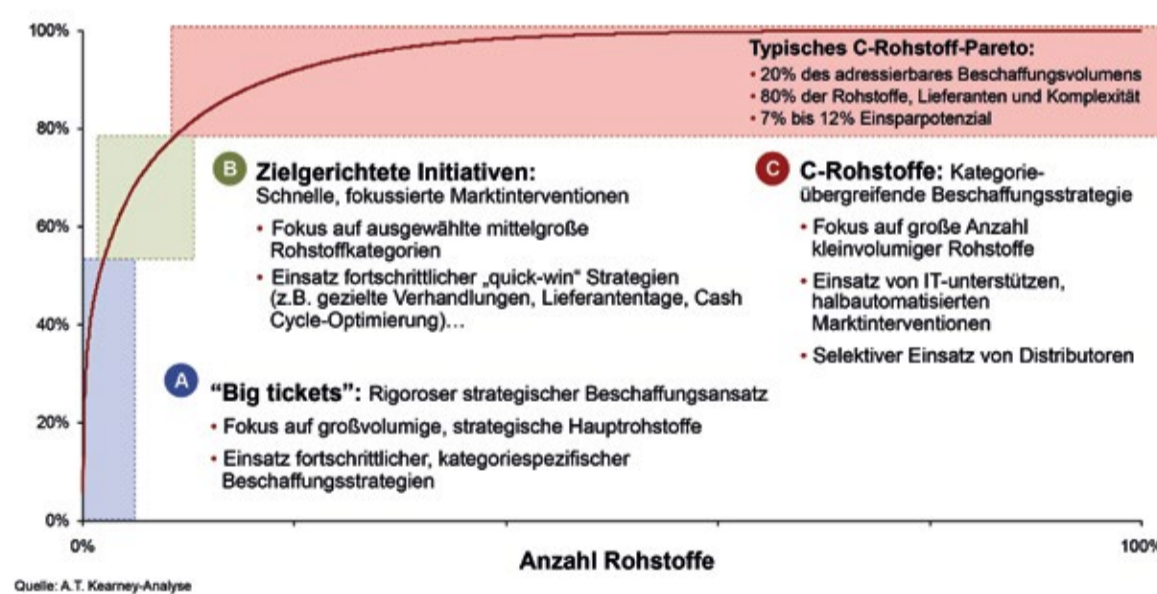 100%
80%
60%
40%
20%
0%
Typisches C-Rohstoff-Pareto:
• 20% des adressierbares Beschaffungsvolumens
• 80% der Rohstoffe, Lieferanten und Komplexität
• 7% bis 12% Einsparpotenzial
B Zielgerichtete Initiativen:
Schnelle, fokussierte Marktinterventionen
• Fokus auf ausgewählte mittelgroße
Rohstoffkategorien
• Einsatz fortschrittlicher „quick-win“ Strategien
(z.B. gezielte Verhandlungen, Lieferantentage, Cash
Cycle-Optimierung)…
C C-Rohstoffe: Kategorie-
übergreifende Beschaffungsstrategie
• Fokus auf große Anzahl
kleinvolumiger Rohstoffe
• Einsatz von IT-unterstützen,
halbautomatisierten
Marktinterventionen
• Selektiver Einsatz von Distributoren
A “Big tickets”: Rigoroser strategischer Beschaffungsansatz
• Fokus auf großvolumige, strategische Hauptrohstoffe
• Einsatz fortschrittlicher, kategoriespezifischer
Beschaffungsstrategien
0%
100%
Anzahl Rohstoffe
Quelle: A.T. Kearney-Analyse